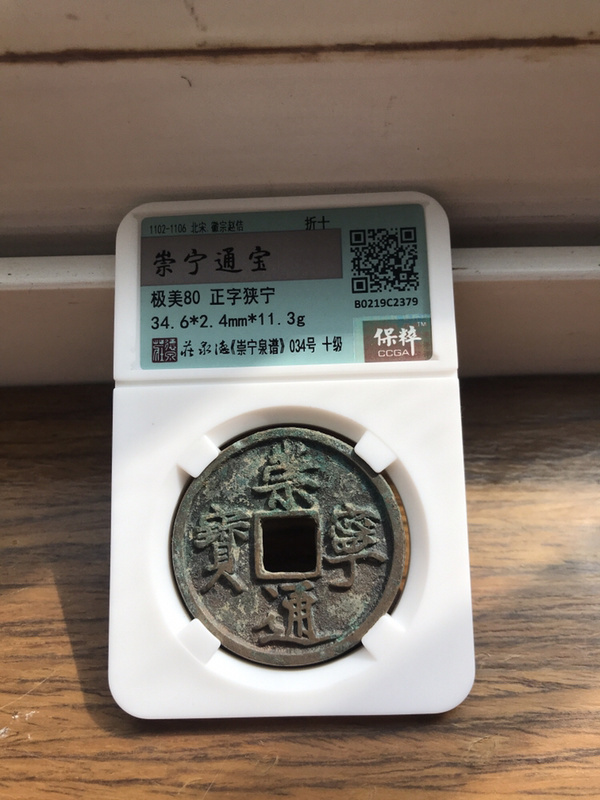 1102-1106 北宋 徽宗赵佶 折十
崇宁通宝
B0219C2379
极美80 正字狭宁
34.6*2.4mm*11.3g
《崇宁泉谱》034号 十级
保粹™
CCGA
崇
寶 寧
通